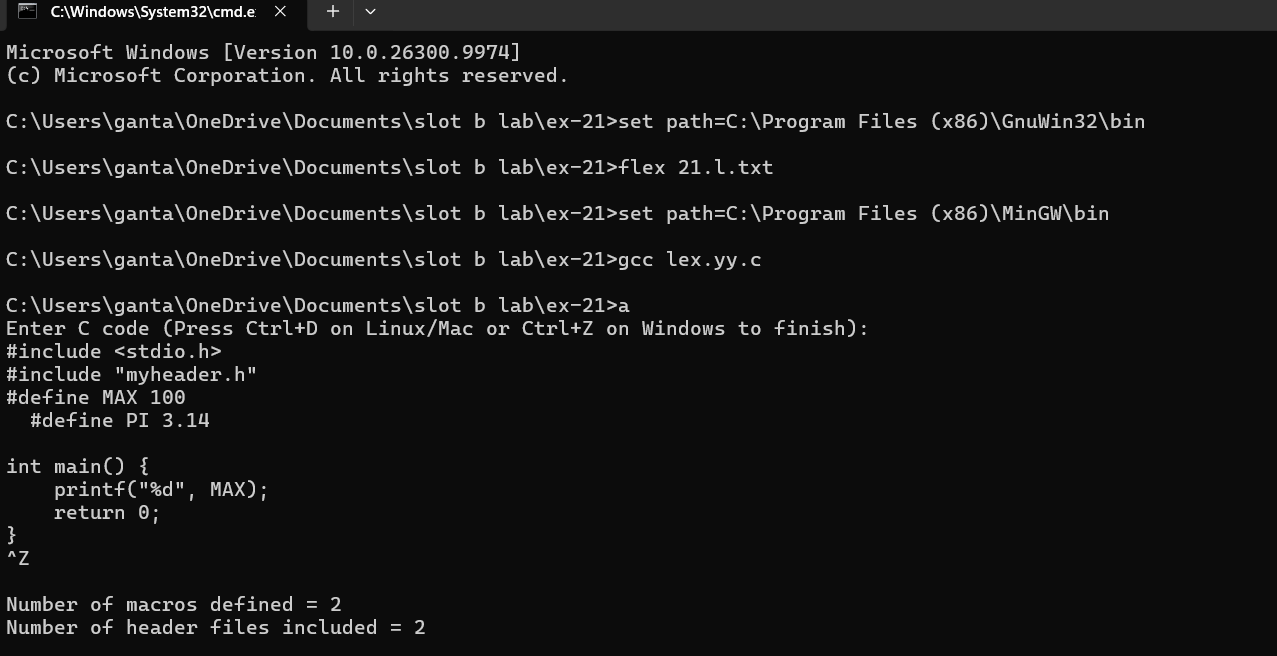 C:\Windows\System32\cmd.e
Microsoft Windows [Version 10.0.26300.9974]
(c) Microsoft Corporation. All rights reserved.
C:\Users\ganta\OneDrive\Documents\slot b lab\ex-21>set path=C:\Program Files (x86)\GnuWin32\bin
C:\Users\ganta\OneDrive\Documents\slot b lab\ex-21>flex 21.l.txt
C:\Users\ganta\OneDrive\Documents\slot b lab\ex-21>set path=C:\Program Files (x86)\MinGW\bin
C:\Users\ganta\OneDrive\Documents\slot b lab\ex-21>gcc lex.yy.c
C:\Users\ganta\OneDrive\Documents\slot b lab\ex-21>a
Enter C code (Press Ctrl+D on Linux/Mac or Ctrl+Z on Windows to finish):
#include <stdio.h>
#include "myheader.h"
#define MAX 100
  #define PI 3.14
int main() {
    printf("%d", MAX);
    return 0;
}
^Z
Number of macros defined = 2
Number of header files included = 2